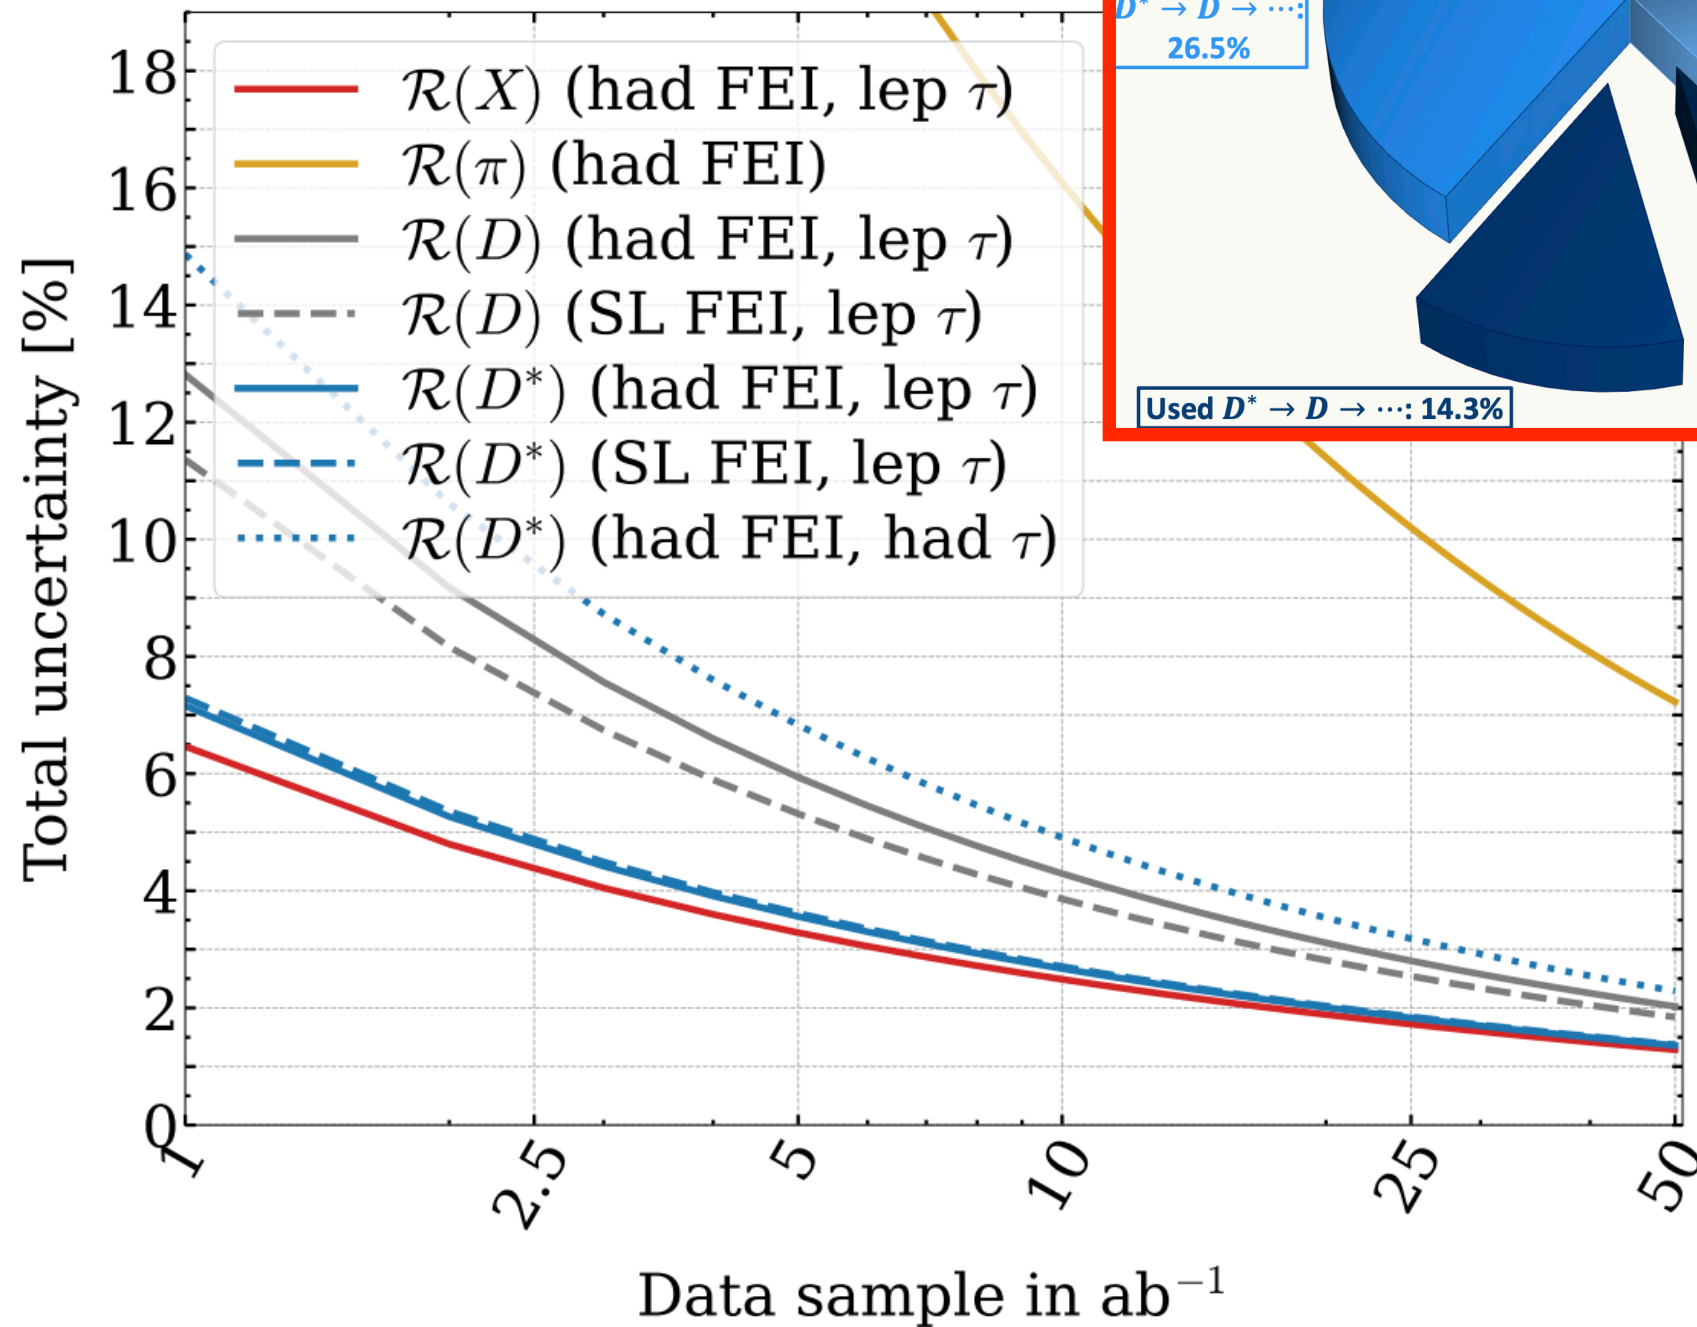 D* → D → ⋯:
26.5%
Used D* → D → ⋯: 14.3%
18
16
14
12
10
8
6
4
2
0
Total uncertainty [%]
R(X) (had FEI, lep τ)
R(π) (had FEI)
R(D) (had FEI, lep τ)
R(D) (SL FEI, lep τ)
R(D*) (had FEI, lep τ)
R(D*) (SL FEI, lep τ)
R(D*) (had FEI, had τ)
1
2.5
5
10
25
50
Data sample in ab⁻¹